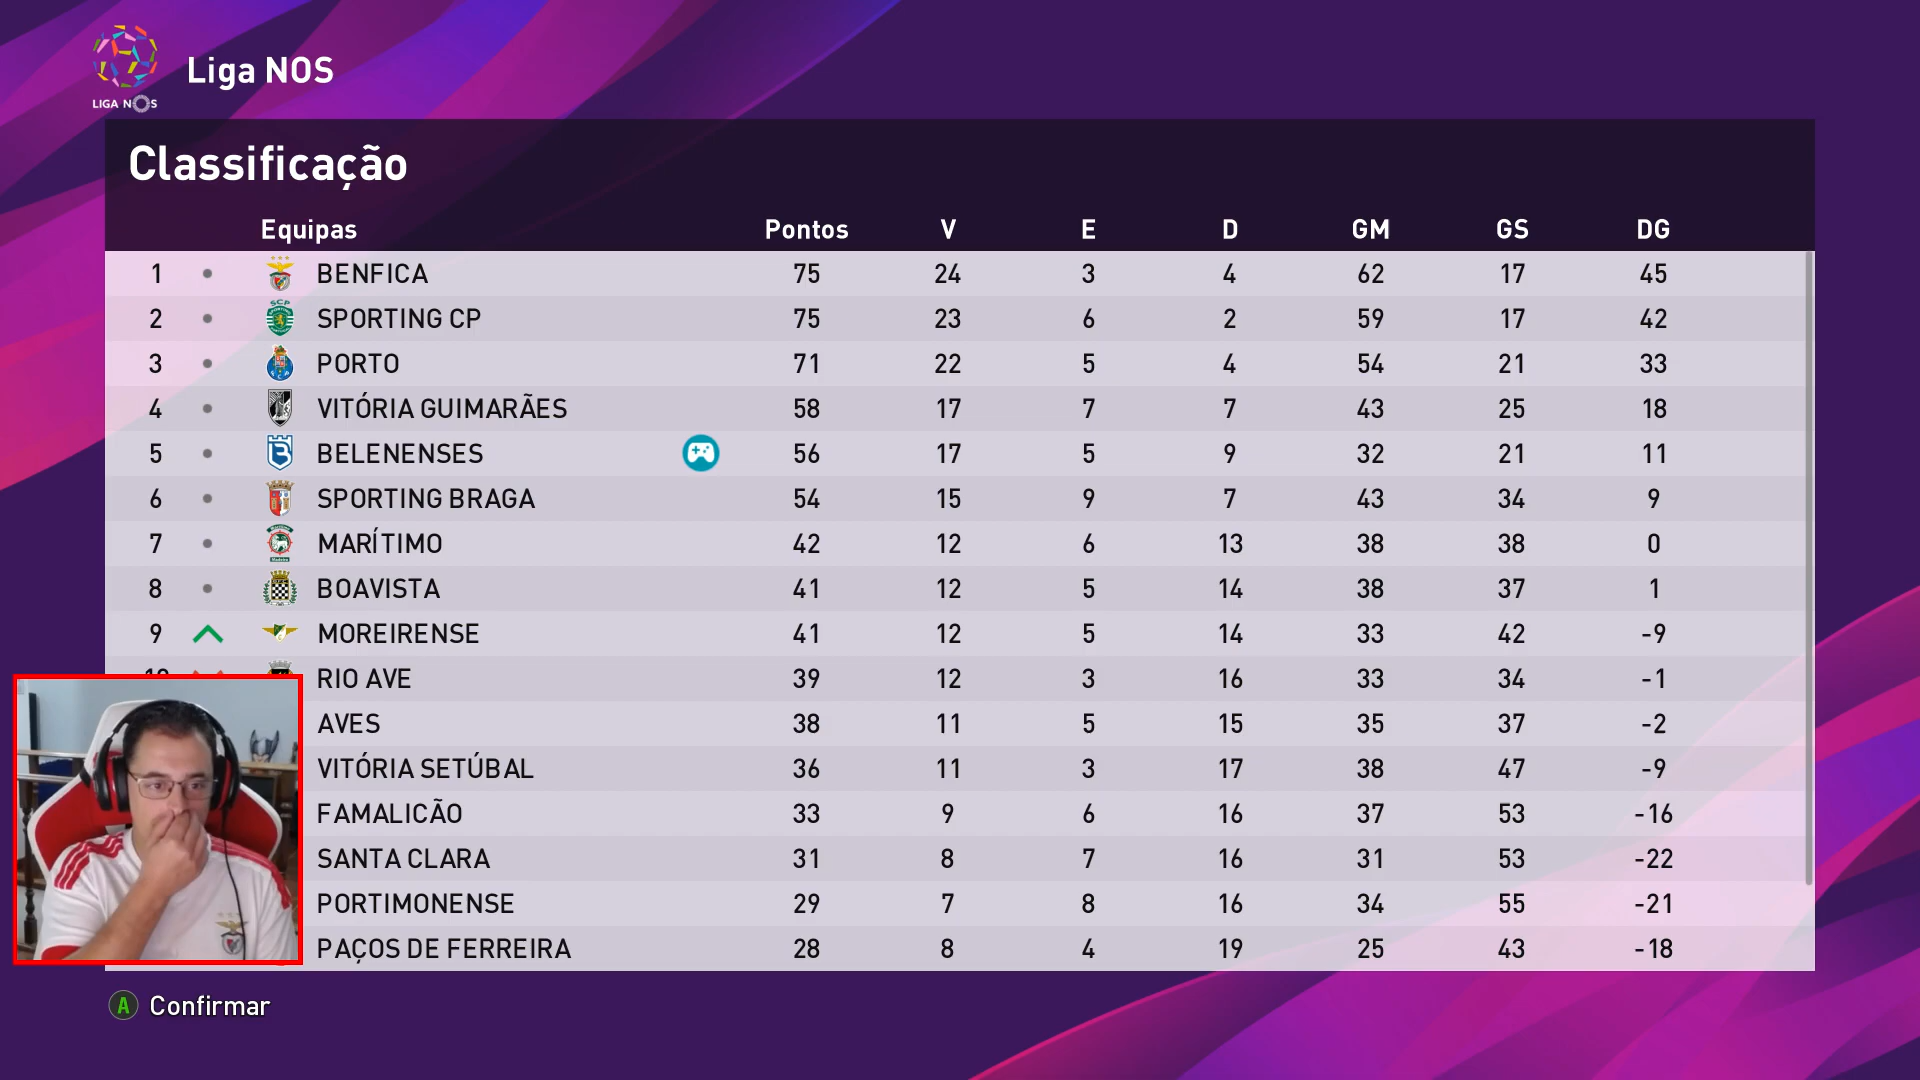 LIGA NOS
Liga NOS
Classificação
Equipas Pontos V E D GM GS DG
1 BENFICA 75 24 3 4 62 17 45
2 SPORTING CP 75 23 6 2 59 17 42
3 PORTO 71 22 5 4 54 21 33
4 VITÓRIA GUIMARÃES 58 17 7 7 43 25 18
5 BELENENSES 56 17 5 9 32 21 11
6 SPORTING BRAGA 54 15 9 7 43 34 9
7 MARÍTIMO 42 12 6 13 38 38 0
8 BOAVISTA 41 12 5 14 38 37 1
9 MOREIRENSE 41 12 5 14 33 42 -9
RIO AVE 39 12 3 16 33 34 -1
AVES 38 11 5 15 35 37 -2
VITÓRIA SETÚBAL 36 11 3 17 38 47 -9
FAMALICÃO 33 9 6 16 37 53 -16
SANTA CLARA 31 8 7 16 31 53 -22
PORTIMONENSE 29 7 8 16 34 55 -21
PAÇOS DE FERREIRA 28 8 4 19 25 43 -18
A Confirmar